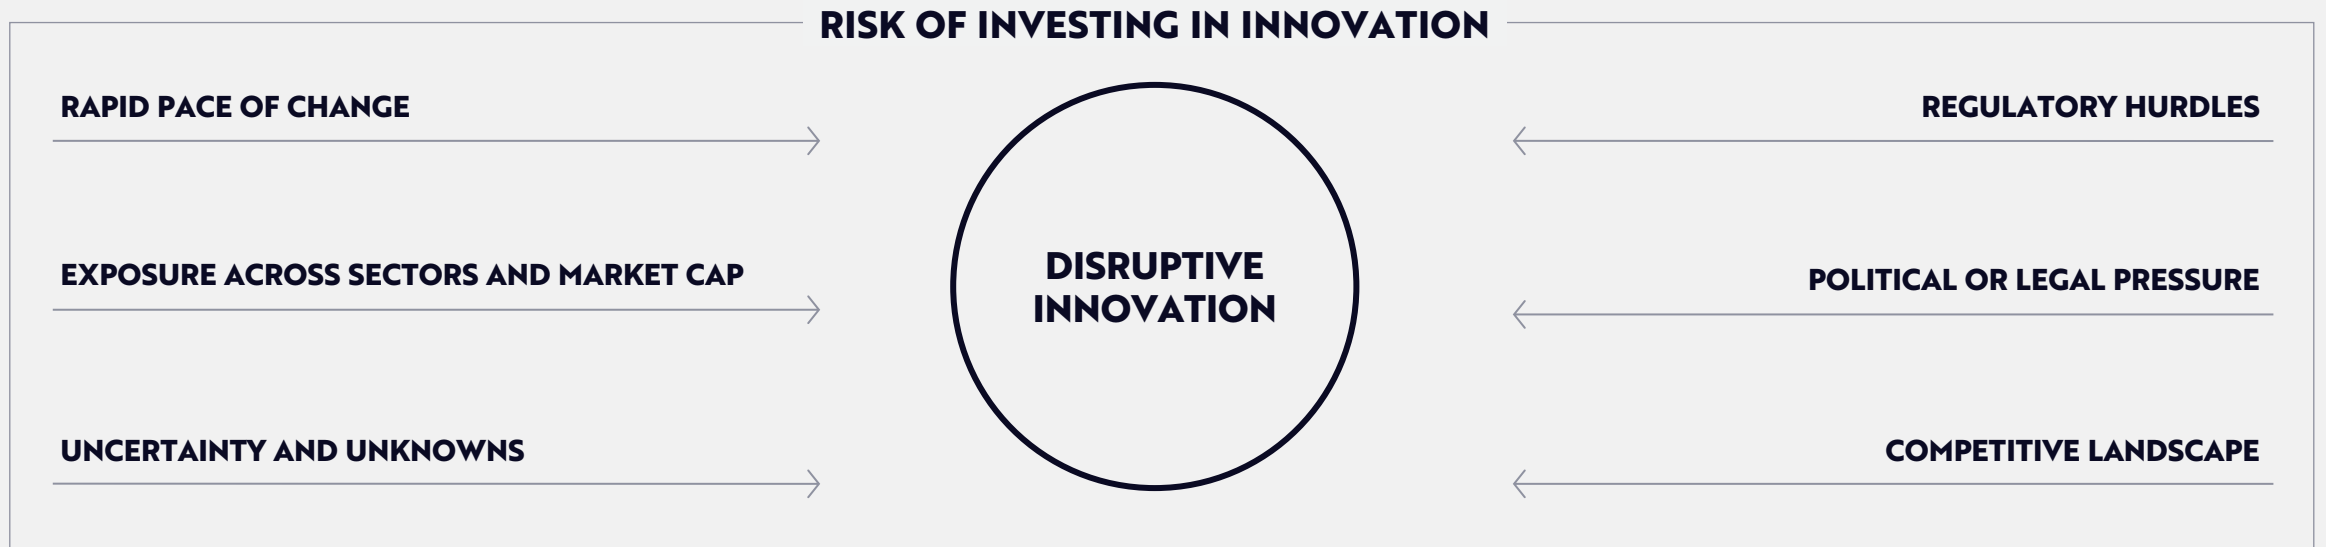 RISK OF INVESTING IN INNOVATION
RAPID PACE OF CHANGE
EXPOSURE ACROSS SECTORS AND MARKET CAP
UNCERTAINTY AND UNKNOWNS
DISRUPTIVE
INNOVATION
REGULATORY HURDLES
POLITICAL OR LEGAL PRESSURE
COMPETITIVE LANDSCAPE